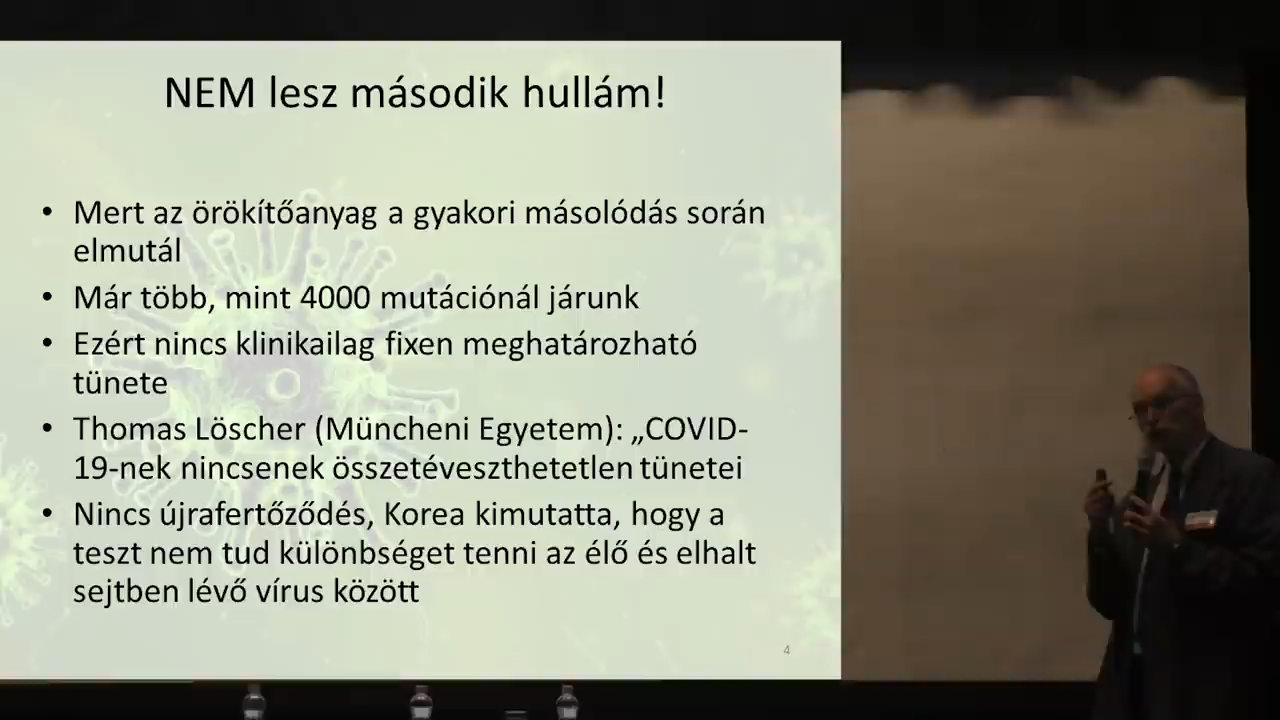 NEM lesz második hullám!
• Mert az örökítőanyag a gyakori másolódás során
elmutál
• Már több, mint 4000 mutációnál járunk
• Ezért nincs klinikailag fixen meghatározható
tünete
• Thomas Löscher (Müncheni Egyetem): „COVID-
19-nek nincsenek összetéveszthetetlen tünetei
• Nincs újrafertőződés, Korea kimutatta, hogy a
teszt nem tud különbséget tenni az élő és elhalt
sejtben lévő vírus között
4